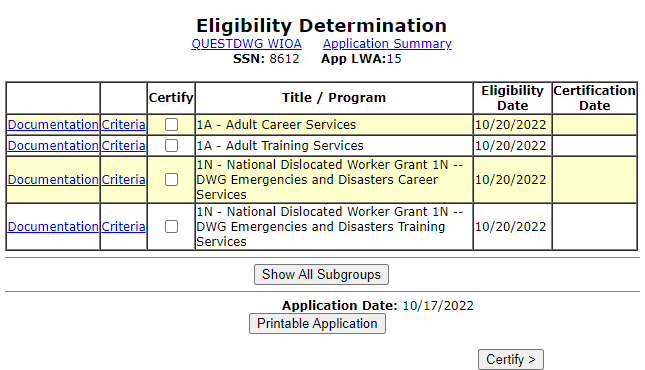 Eligibility Determination
QUESTDWG WIOA Application Summary
SSN: 8612 App LWA:15
Certify Title / Program Eligibility Date Certification Date
Documentation Criteria 1A - Adult Career Services 10/20/2022
Documentation Criteria 1A - Adult Training Services 10/20/2022
Documentation Criteria 1N - National Dislocated Worker Grant 1N -- DWG Emergencies and Disasters Career Services 10/20/2022
Documentation Criteria 1N - National Dislocated Worker Grant 1N -- DWG Emergencies and Disasters Training Services 10/20/2022
Show All Subgroups
Application Date: 10/17/2022
Printable Application
Certify >